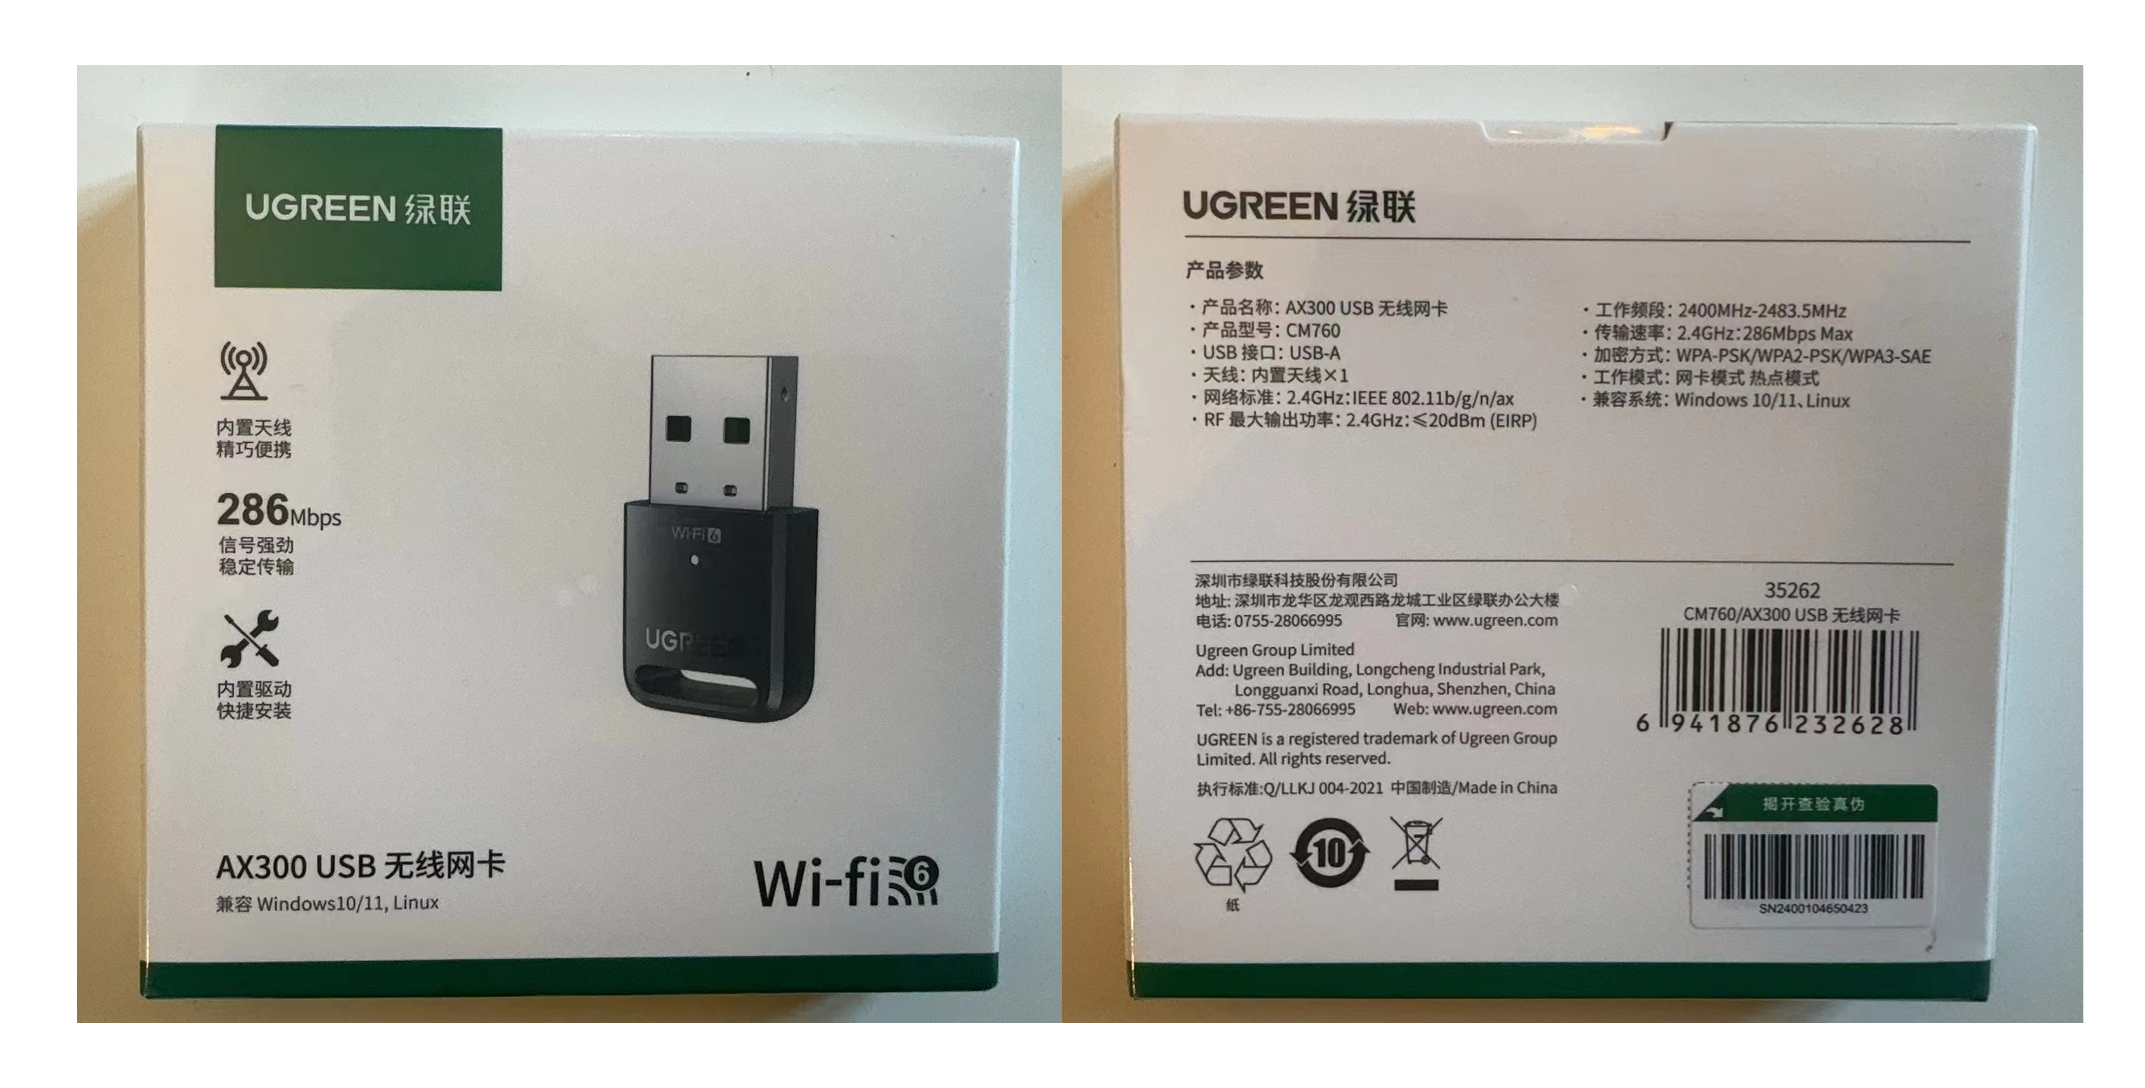 UGREEN 绿联
内置天线
精巧便携
286Mbps
信号强劲
稳定传输
内置驱动
快捷安装
Wi-Fi 6
UGREEN
AX300 USB 无线网卡
兼容 Windows10/11, Linux
Wi-fi 6
UGREEN 绿联
产品参数
· 产品名称: AX300 USB 无线网卡
· 产品型号: CM760
· USB 接口: USB-A
· 天线: 内置天线×1
· 网络标准: 2.4GHz:IEEE 802.11b/g/n/ax
· RF 最大输出功率: 2.4GHz:≤20dBm (EIRP)
· 工作频段: 2400MHz-2483.5MHz
· 传输速率: 2.4GHz:286Mbps Max
· 加密方式: WPA-PSK/WPA2-PSK/WPA3-SAE
· 工作模式: 网卡模式 热点模式
· 兼容系统: Windows 10/11、Linux
深圳市绿联科技股份有限公司
地址: 深圳市龙华区龙观西路龙城工业区绿联办公大楼
电话: 0755-28066995 官网: www.ugreen.com
Ugreen Group Limited
Add: Ugreen Building, Longcheng Industrial Park,
Longguanxi Road, Longhua, Shenzhen, China
Tel: +86-755-28066995 Web: www.ugreen.com
UGREEN is a registered trademark of Ugreen Group
Limited. All rights reserved.
执行标准:Q/LLKJ 004-2021 中国制造/Made in China
纸
10
35262
CM760/AX300 USB 无线网卡
6 941876 232628
揭开查验真伪
SN2400104650423